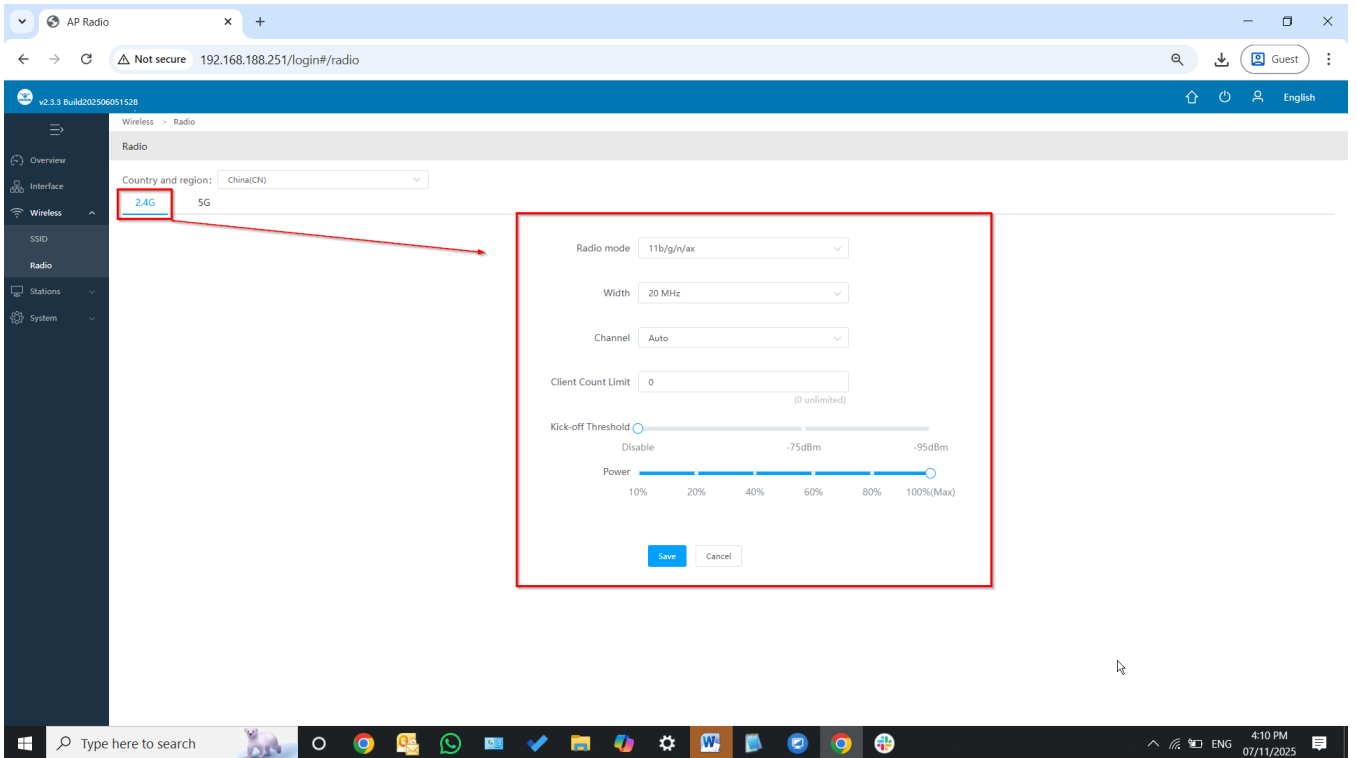 AP Radio
Not secure 192.168.188.251/login#/radio
Guest
v2.3.3 Build202506051528
English
Wireless > Radio
Radio
Overview
Interface
Wireless
SSID
Radio
Stations
System
Country and region: China(CN)
2.4G 5G
Radio mode 11b/g/n/ax
Width 20 MHz
Channel Auto
Client Count Limit 0
(0 unlimited)
Kick-off Threshold
Disable -75dBm -95dBm
Power
10% 20% 40% 60% 80% 100%(Max)
Save Cancel
Type here to search
ENG
4:10 PM
07/11/2025